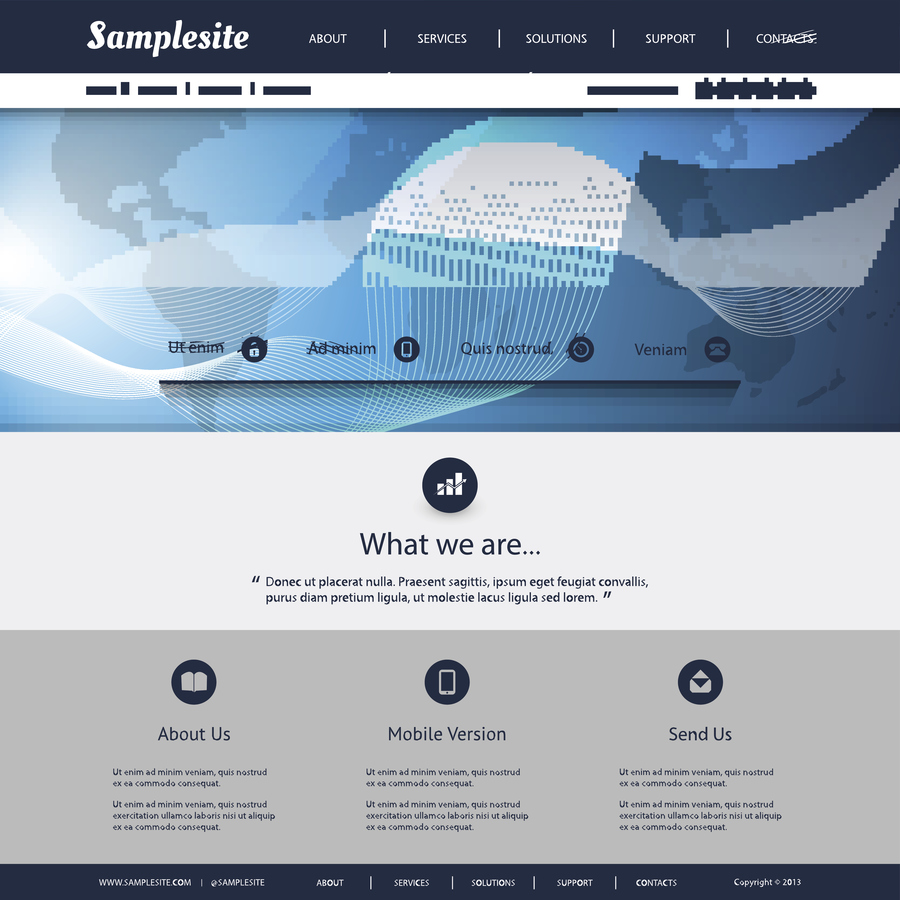 Samplesite
ABOUT
SERVICES
SOLUTIONS
SUPPORT
CONTACTS
Ut enim
Ad minim
Quis nostrud
Veniam
What we are...
“ Donec ut placerat nulla. Praesent sagittis, ipsum eget feugiat convallis,
purus diam pretium ligula, ut molestie lacus ligula sed lorem. ”
About Us
Ut enim ad minim veniam, quis nostrud
ex ea commodo consequat.
Ut enim ad minim veniam, quis nostrud
exercitation ullamco laboris nisi ut aliquip
ex ea commodo consequat.
Mobile Version
Ut enim ad minim veniam, quis nostrud
ex ea commodo consequat.
Ut enim ad minim veniam, quis nostrud
exercitation ullamco laboris nisi ut aliquip
ex ea commodo consequat.
Send Us
Ut enim ad minim veniam, quis nostrud
ex ea commodo consequat.
Ut enim ad minim veniam, quis nostrud
exercitation ullamco laboris nisi ut aliquip
ex ea commodo consequat.
WWW.SAMPLESITE.COM | @SAMPLESITE
ABOUT
SERVICES
SOLUTIONS
SUPPORT
CONTACTS
Copyright © 2013